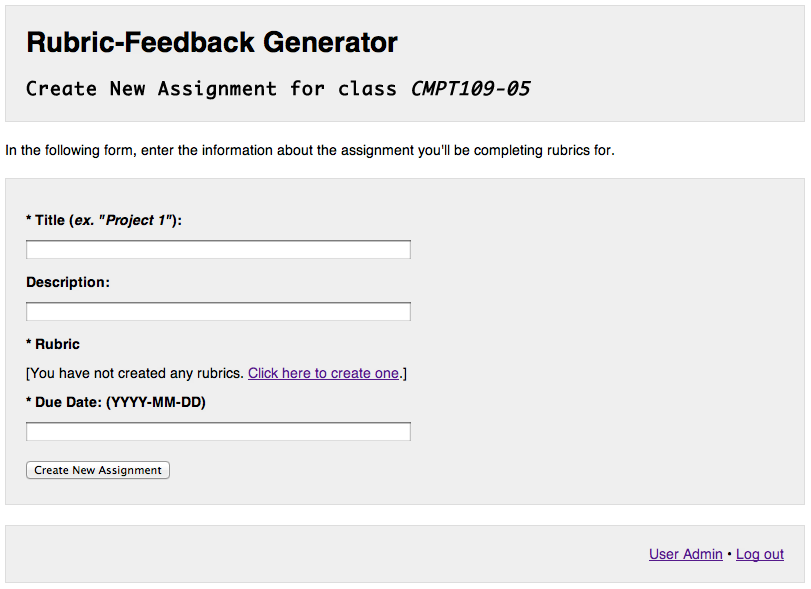 Rubric-Feedback Generator
Create New Assignment for class CMPT109-05
In the following form, enter the information about the assignment you'll be completing rubrics for.
* Title (ex. "Project 1"):
Description:
* Rubric
[You have not created any rubrics. Click here to create one.]
* Due Date: (YYYY-MM-DD)
Create New Assignment
User Admin • Log out